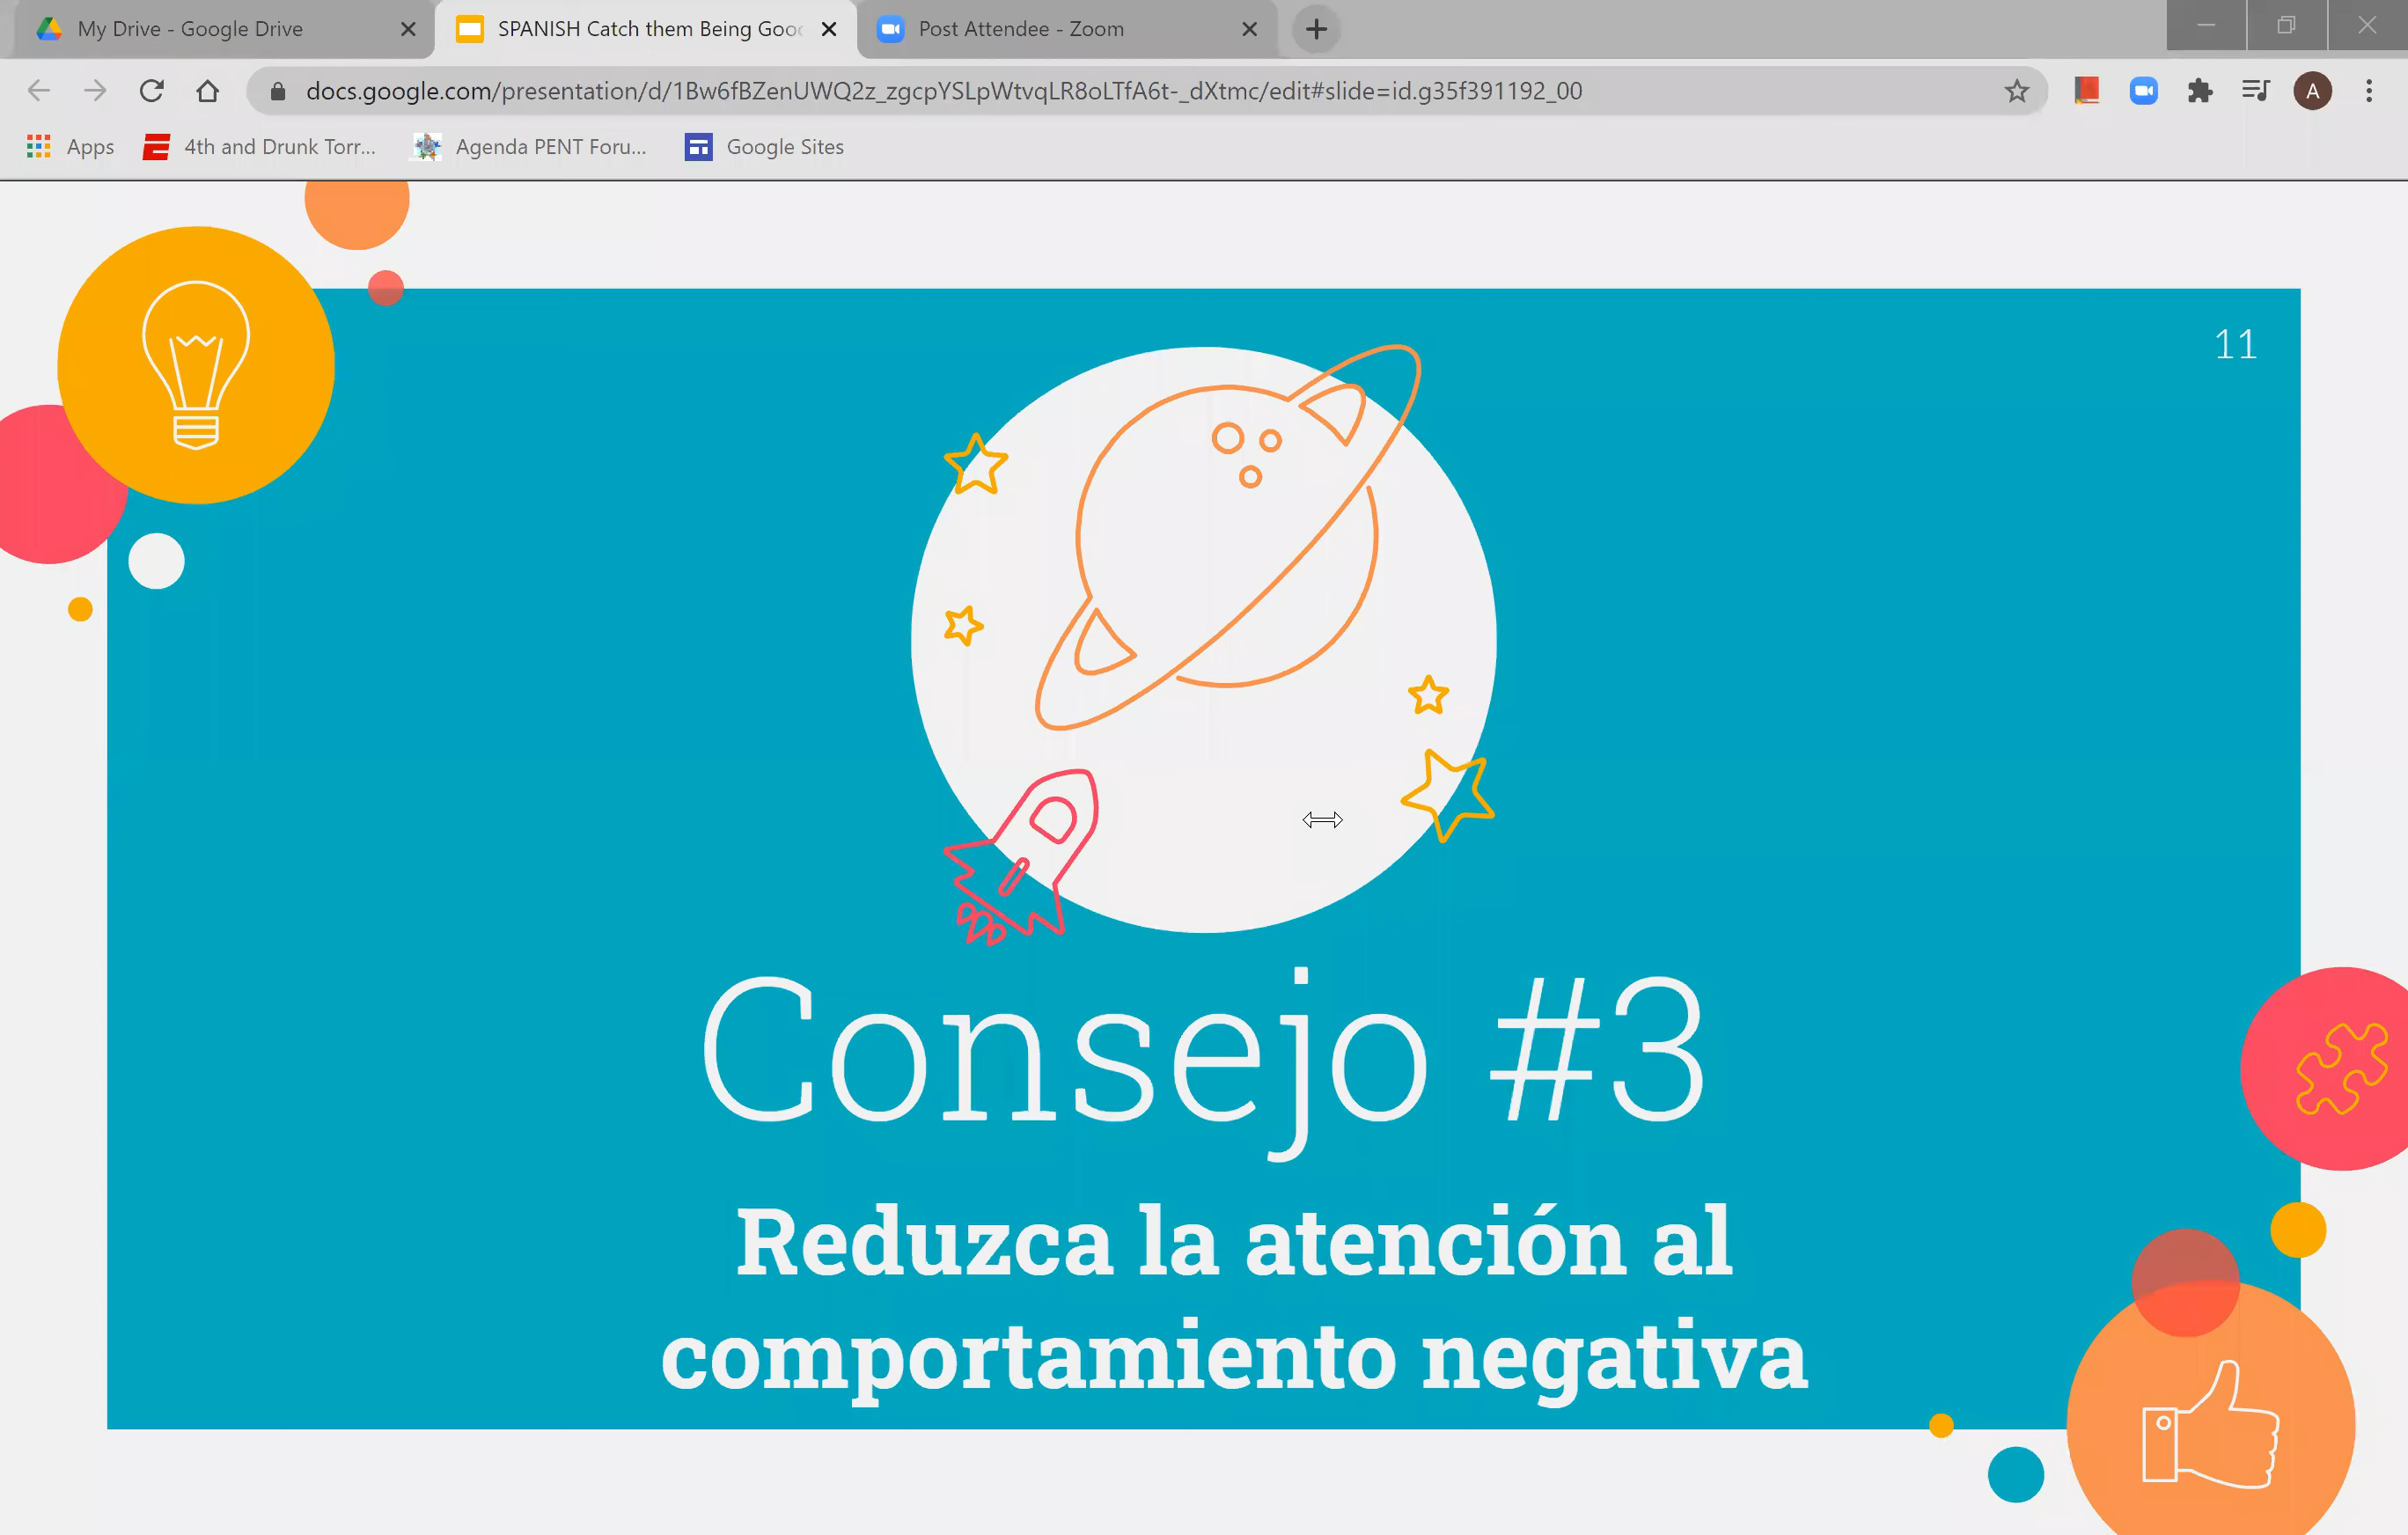 My Drive - Google Drive
SPANISH Catch them Being Goo
Post Attendee - Zoom
docs.google.com/presentation/d/1Bw6fBZenUWQ2z_zgcpYSLpWtvqLR8oLTfA6t-_dXtmc/edit#slide=id.g35f391192_00
A
Apps
4th and Drunk Torr...
Agenda PENT Foru...
Google Sites
11
Consejo #3
Reduzca la atención al
comportamiento negativa